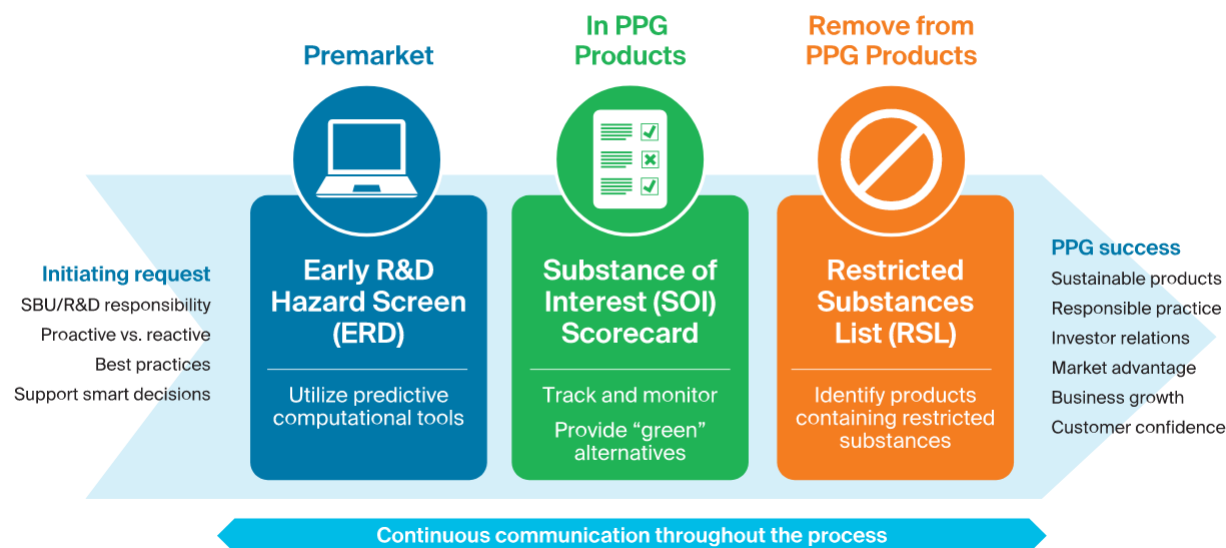 Premarket
In PPG
Products
Remove from
PPG Products
Initiating request
SBU/R&D responsibility
Proactive vs. reactive
Best practices
Support smart decisions
Early R&D
Hazard Screen
(ERD)
Utilize predictive
computational tools
Substance of
Interest (SOI)
Scorecard
Track and monitor
Provide “green”
alternatives
Restricted
Substances
List (RSL)
Identify products
containing restricted
substances
PPG success
Sustainable products
Responsible practice
Investor relations
Market advantage
Business growth
Customer confidence
Continuous communication throughout the process